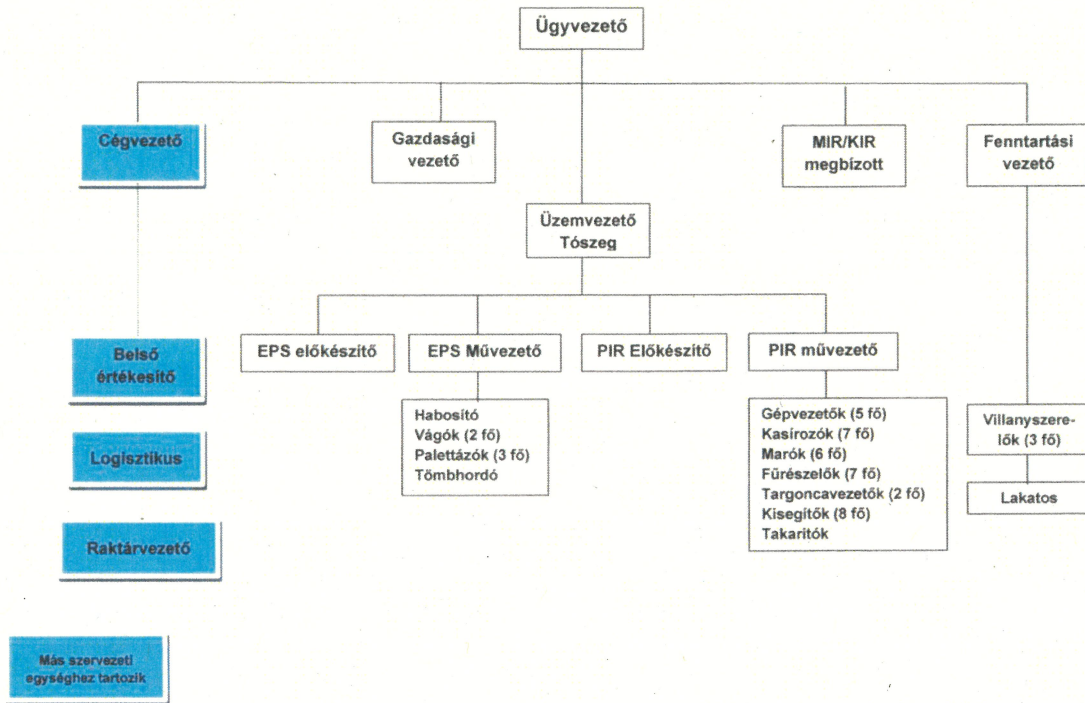 Ügyvezető
Cégvezető
Gazdasági
vezető
MIR/KIR
megbízott
Fenntartási
vezető
Üzemvezető
Tószeg
Belső
értékesítő
EPS előkészítő
EPS Művezető
PIR Előkészítő
PIR művezető
Habosító
Vágók (2 fő)
Palettázók (3 fő)
Tömbhordó
Gépvezetők (5 fő)
Kasírozók (7 fő)
Marók (6 fő)
Fűrészelők (7 fő)
Targoncavezetők (2 fő)
Kisegítők (8 fő)
Takarítók
Villanyszere-
lők (3 fő)
Lakatos
Logisztikus
Raktárvezető
Más szervezeti
egységhez tartozik